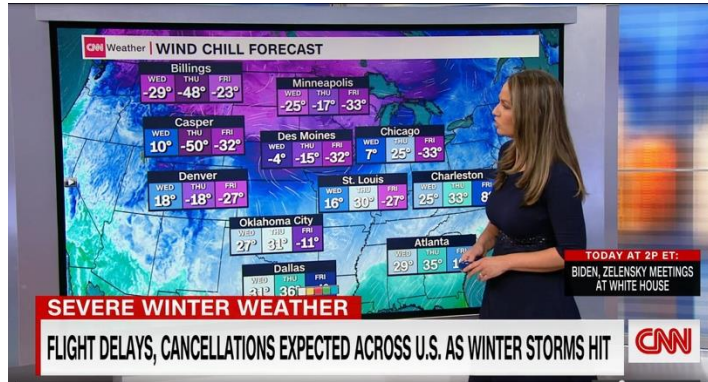 CNN Weather | WIND CHILL FORECAST
Billings
WED THU FRI
-29° -48° -23°
Minneapolis
WED THU FRI
-25° -17° -33°
Casper
WED THU FRI
10° -50° -32°
Des Moines
WED THU FRI
-4° -15° -32°
Chicago
WED THU FRI
7° 25° -33°
Denver
WED THU FRI
18° -18° -27°
St. Louis
WED THU FRI
16° 30° -27°
Charleston
WED THU FRI
25° 33° 8
Oklahoma City
WED THU FRI
27° 31° -11°
Atlanta
WED THU FRI
29° 35°
Dallas
WED THU FRI
31° 36
TODAY AT 2P ET:
BIDEN, ZELENSKY MEETINGS
AT WHITE HOUSE
SEVERE WINTER WEATHER
FLIGHT DELAYS, CANCELLATIONS EXPECTED ACROSS U.S. AS WINTER STORMS HIT
CNN